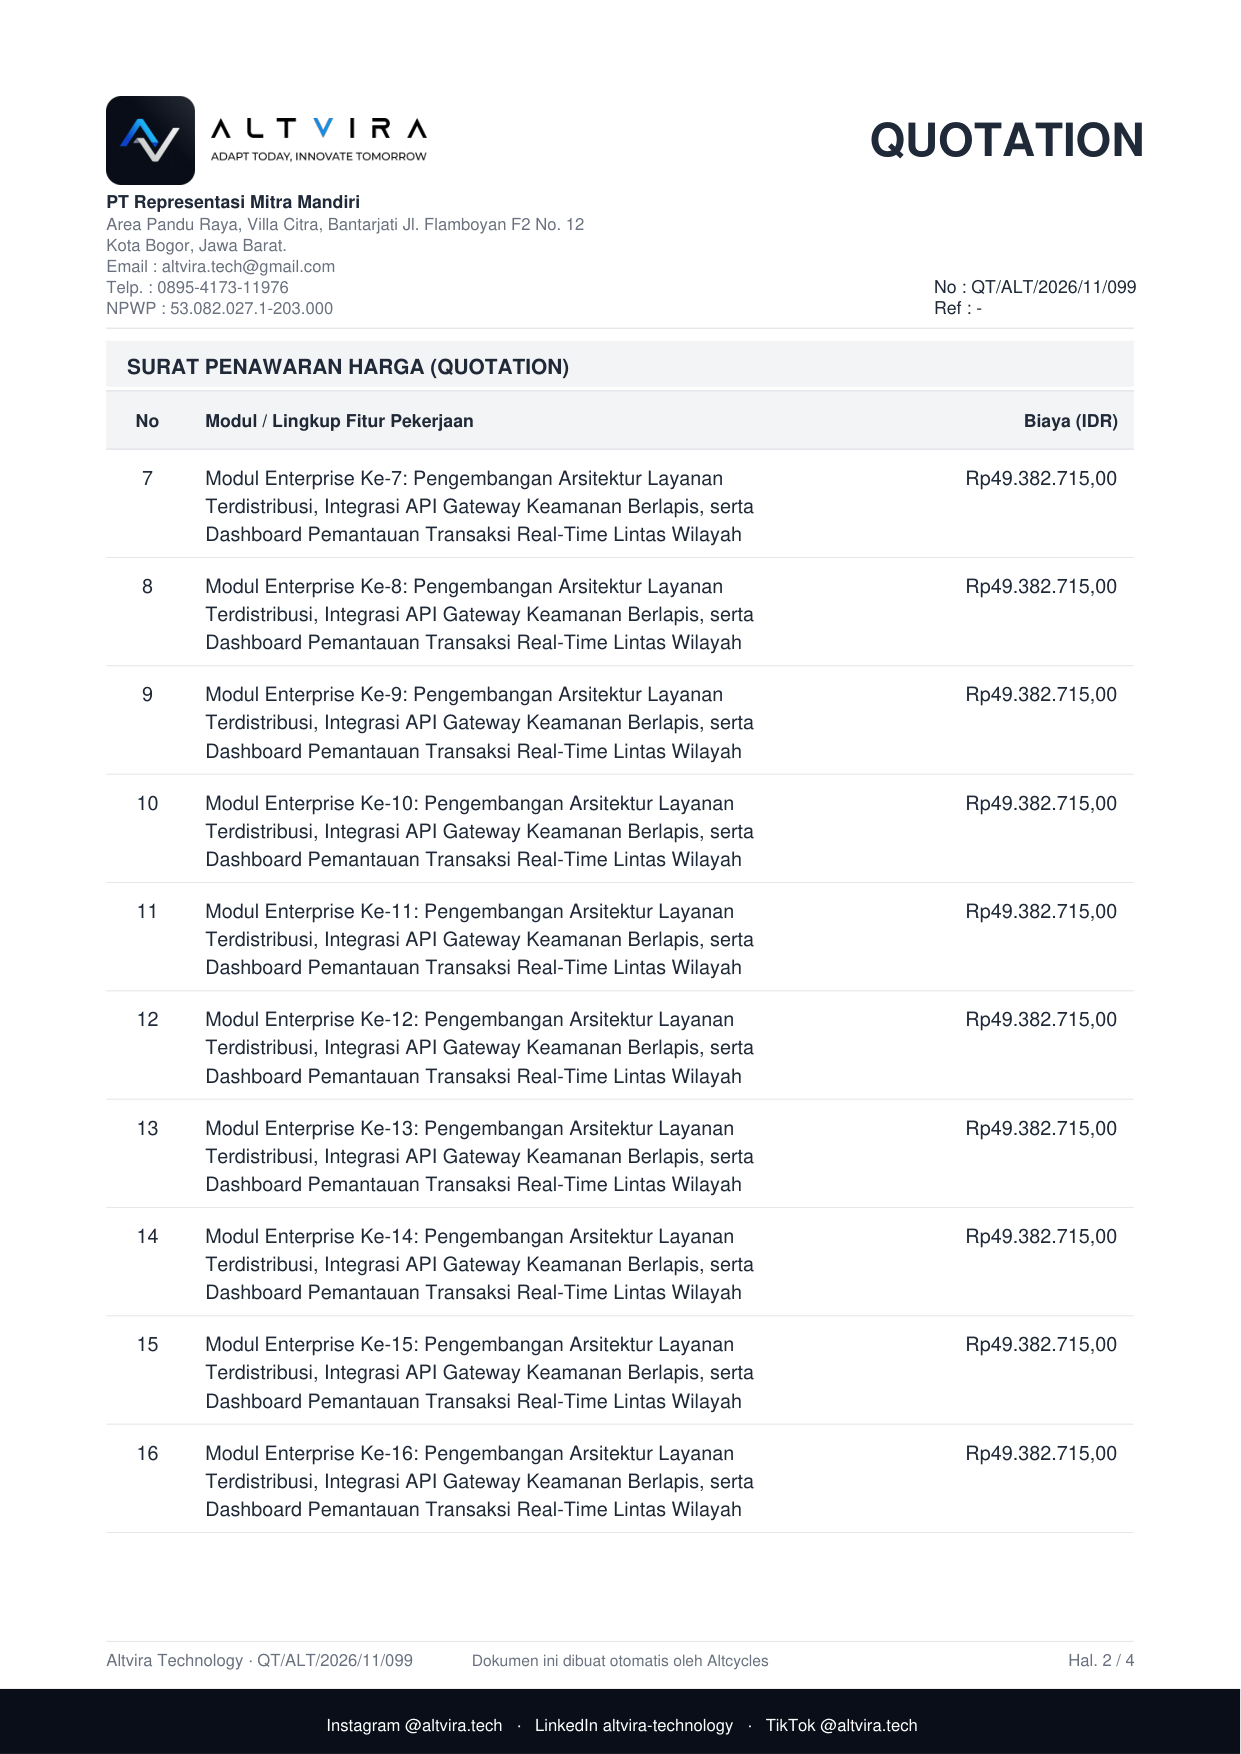 ALTVIRA
ADAPT TODAY, INNOVATE TOMORROW
QUOTATION
PT Representasi Mitra Mandiri
Area Pandu Raya, Villa Citra, Bantarjati Jl. Flamboyan F2 No. 12
Kota Bogor, Jawa Barat.
Email : altvira.tech@gmail.com
Telp. : 0895-4173-11976
NPWP : 53.082.027.1-203.000
No : QT/ALT/2026/11/099
Ref : -
SURAT PENAWARAN HARGA (QUOTATION)
No Modul / Lingkup Fitur Pekerjaan Biaya (IDR)
7 Modul Enterprise Ke-7: Pengembangan Arsitektur Layanan Rp49.382.715,00
Terdistribusi, Integrasi API Gateway Keamanan Berlapis, serta
Dashboard Pemantauan Transaksi Real-Time Lintas Wilayah
8 Modul Enterprise Ke-8: Pengembangan Arsitektur Layanan Rp49.382.715,00
Terdistribusi, Integrasi API Gateway Keamanan Berlapis, serta
Dashboard Pemantauan Transaksi Real-Time Lintas Wilayah
9 Modul Enterprise Ke-9: Pengembangan Arsitektur Layanan Rp49.382.715,00
Terdistribusi, Integrasi API Gateway Keamanan Berlapis, serta
Dashboard Pemantauan Transaksi Real-Time Lintas Wilayah
10 Modul Enterprise Ke-10: Pengembangan Arsitektur Layanan Rp49.382.715,00
Terdistribusi, Integrasi API Gateway Keamanan Berlapis, serta
Dashboard Pemantauan Transaksi Real-Time Lintas Wilayah
11 Modul Enterprise Ke-11: Pengembangan Arsitektur Layanan Rp49.382.715,00
Terdistribusi, Integrasi API Gateway Keamanan Berlapis, serta
Dashboard Pemantauan Transaksi Real-Time Lintas Wilayah
12 Modul Enterprise Ke-12: Pengembangan Arsitektur Layanan Rp49.382.715,00
Terdistribusi, Integrasi API Gateway Keamanan Berlapis, serta
Dashboard Pemantauan Transaksi Real-Time Lintas Wilayah
13 Modul Enterprise Ke-13: Pengembangan Arsitektur Layanan Rp49.382.715,00
Terdistribusi, Integrasi API Gateway Keamanan Berlapis, serta
Dashboard Pemantauan Transaksi Real-Time Lintas Wilayah
14 Modul Enterprise Ke-14: Pengembangan Arsitektur Layanan Rp49.382.715,00
Terdistribusi, Integrasi API Gateway Keamanan Berlapis, serta
Dashboard Pemantauan Transaksi Real-Time Lintas Wilayah
15 Modul Enterprise Ke-15: Pengembangan Arsitektur Layanan Rp49.382.715,00
Terdistribusi, Integrasi API Gateway Keamanan Berlapis, serta
Dashboard Pemantauan Transaksi Real-Time Lintas Wilayah
16 Modul Enterprise Ke-16: Pengembangan Arsitektur Layanan Rp49.382.715,00
Terdistribusi, Integrasi API Gateway Keamanan Berlapis, serta
Dashboard Pemantauan Transaksi Real-Time Lintas Wilayah
Altvira Technology · QT/ALT/2026/11/099 Dokumen ini dibuat otomatis oleh Altcycles Hal. 2 / 4
Instagram @altvira.tech · LinkedIn altvira-technology · TikTok @altvira.tech